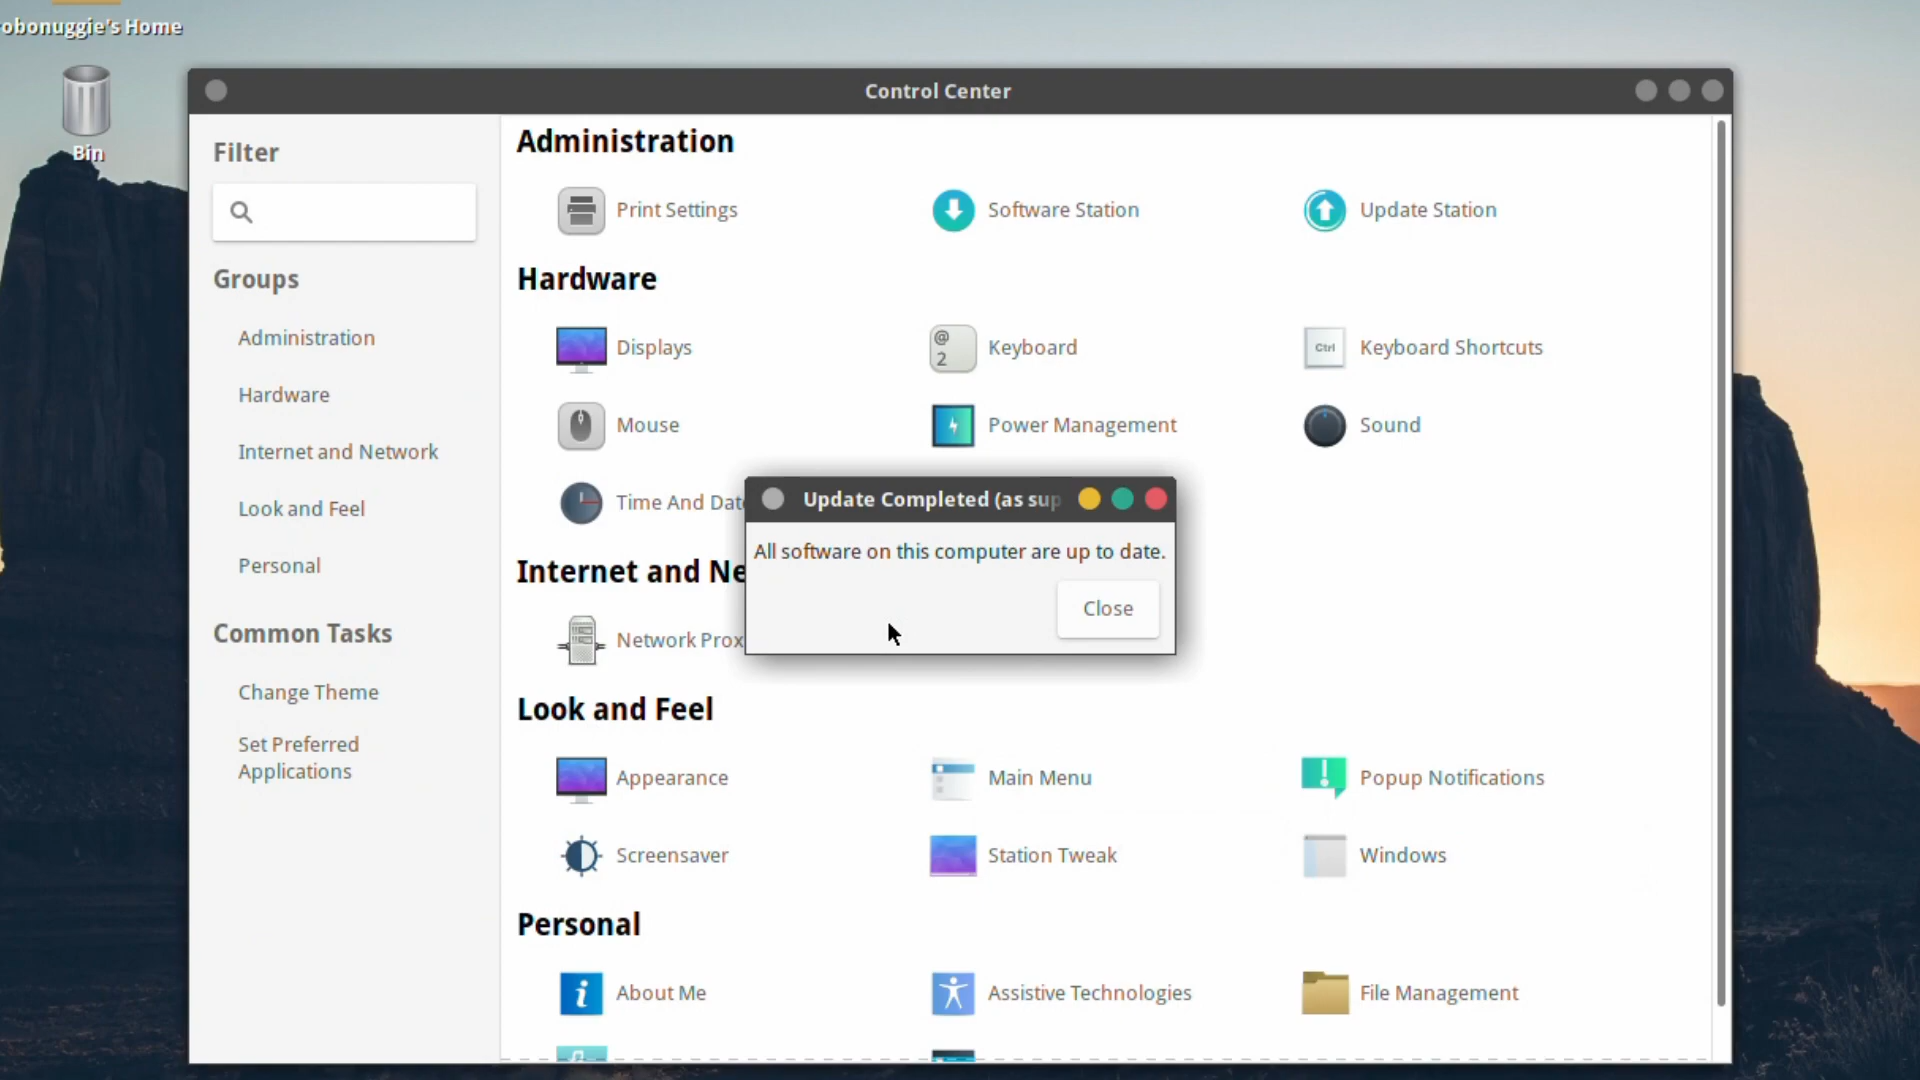 obonuggie's Home
Bin
Control Center
Filter
Groups
Administration
Hardware
Internet and Network
Look and Feel
Personal
Common Tasks
Change Theme
Set Preferred
Applications
Administration
Print Settings
Software Station
Update Station
Hardware
Displays
@
2
Keyboard
Ctrl
Keyboard Shortcuts
Mouse
Power Management
Sound
Time And Dat
Update Completed (as sup
All software on this computer are up to date.
Close
Internet and Ne
Network Prox
Look and Feel
Appearance
Main Menu
Popup Notifications
Screensaver
Station Tweak
Windows
Personal
About Me
Assistive Technologies
File Management